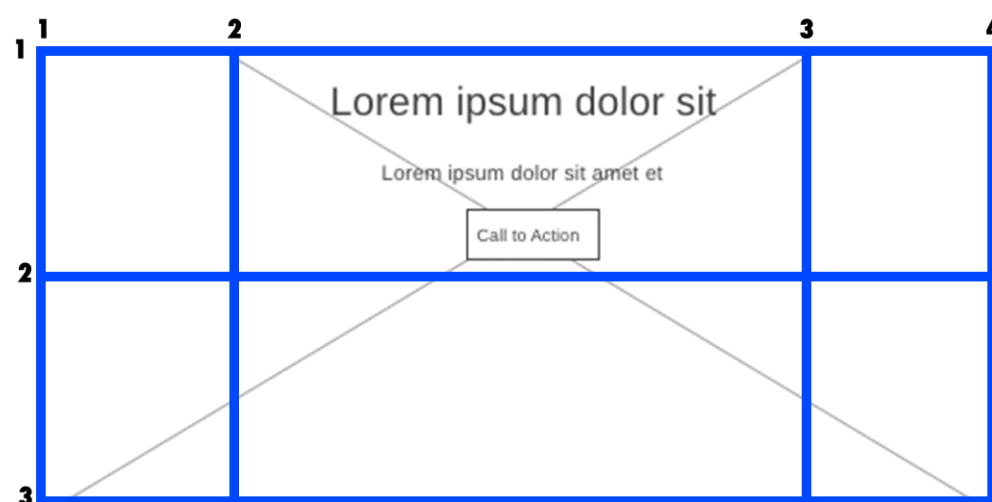 1 2 3 4
1
Lorem ipsum dolor sit
Lorem ipsum dolor sit amet et
Call to Action
2
3